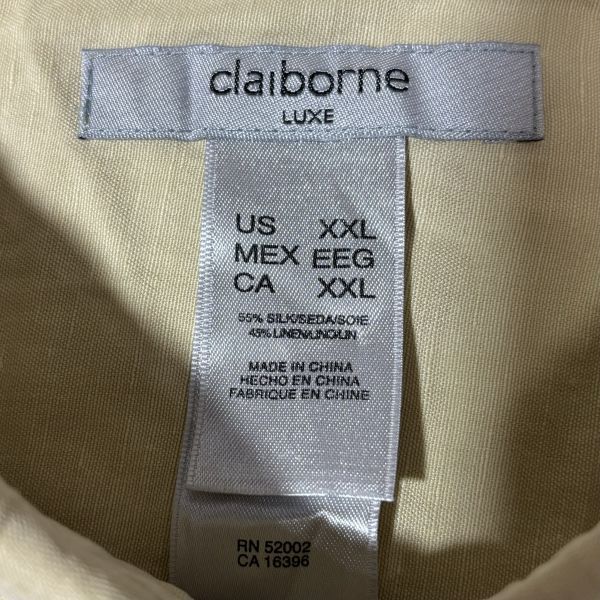 claiborne
LUXE
US XXL
MEX EEG
CA XXL
55% SILK/SEDA/SOIE
45% LINEN/LINO/LIN
MADE IN CHINA
HECHO EN CHINA
FABRIQUE EN CHINE
RN 52002
CA 16396